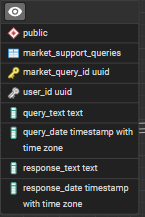 public
market_support_queries
market_query_id uuid
user_id uuid
query_text text
query_date timestamp with
time zone
response_text text
response_date timestamp
with time zone